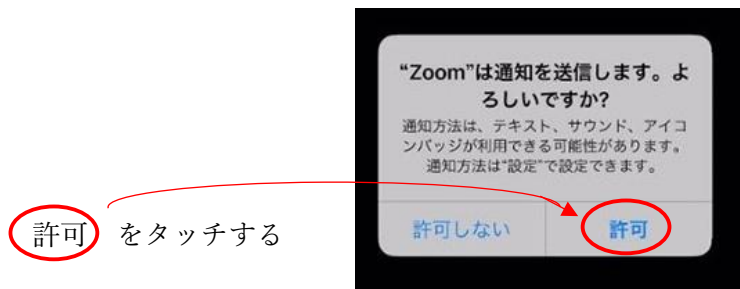 “Zoom”は通知を送信します。よ
ろしいですか?
通知方法は、テキスト、サウンド、アイコ
ンバッジが利用できる可能性があります。
通知方法は“設定”で設定できます。
許可しない 許可
許可 をタッチする